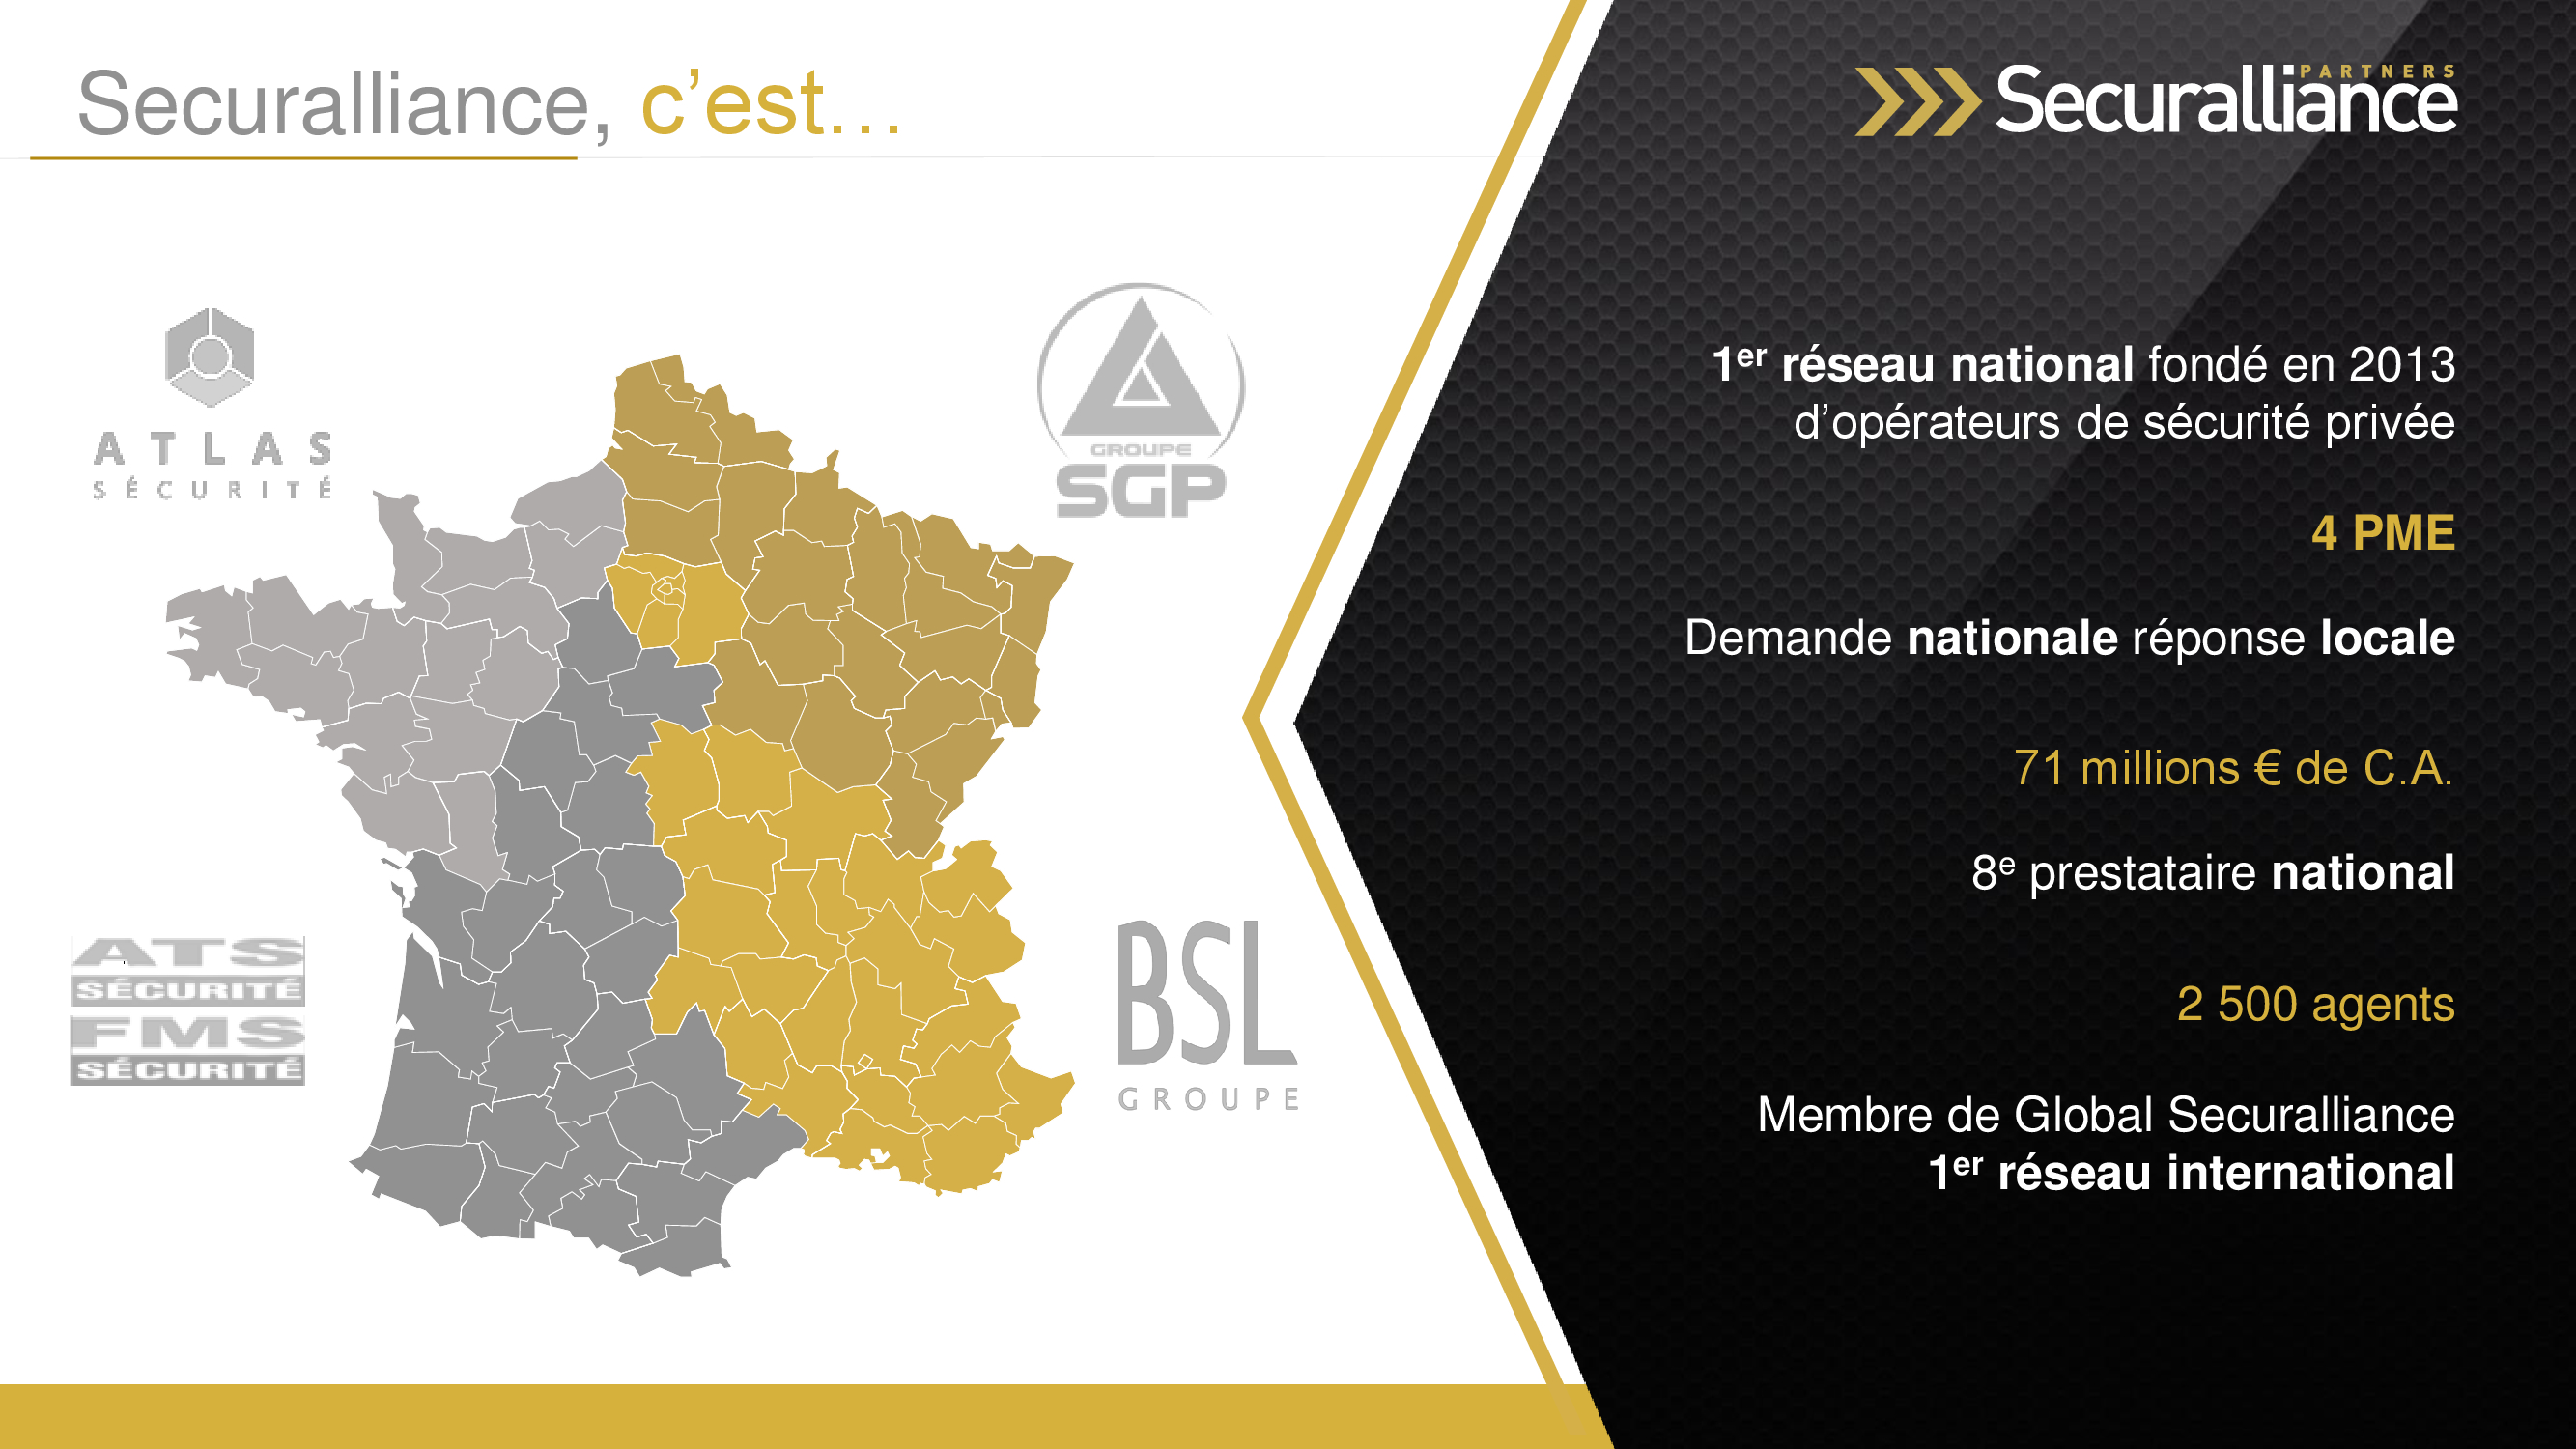 Securalliance, c’est…
PARTNERS
Securalliance
ATLAS
SÉCURITÉ
GROUPE
SGP
ATS
SÉCURITÉ
FMS
SÉCURITÉ
BSL
GROUPE
1er réseau national fondé en 2013
d’opérateurs de sécurité privée
4 PME
Demande nationale réponse locale
71 millions € de C.A.
8e prestataire national
2 500 agents
Membre de Global Securalliance
1er réseau international